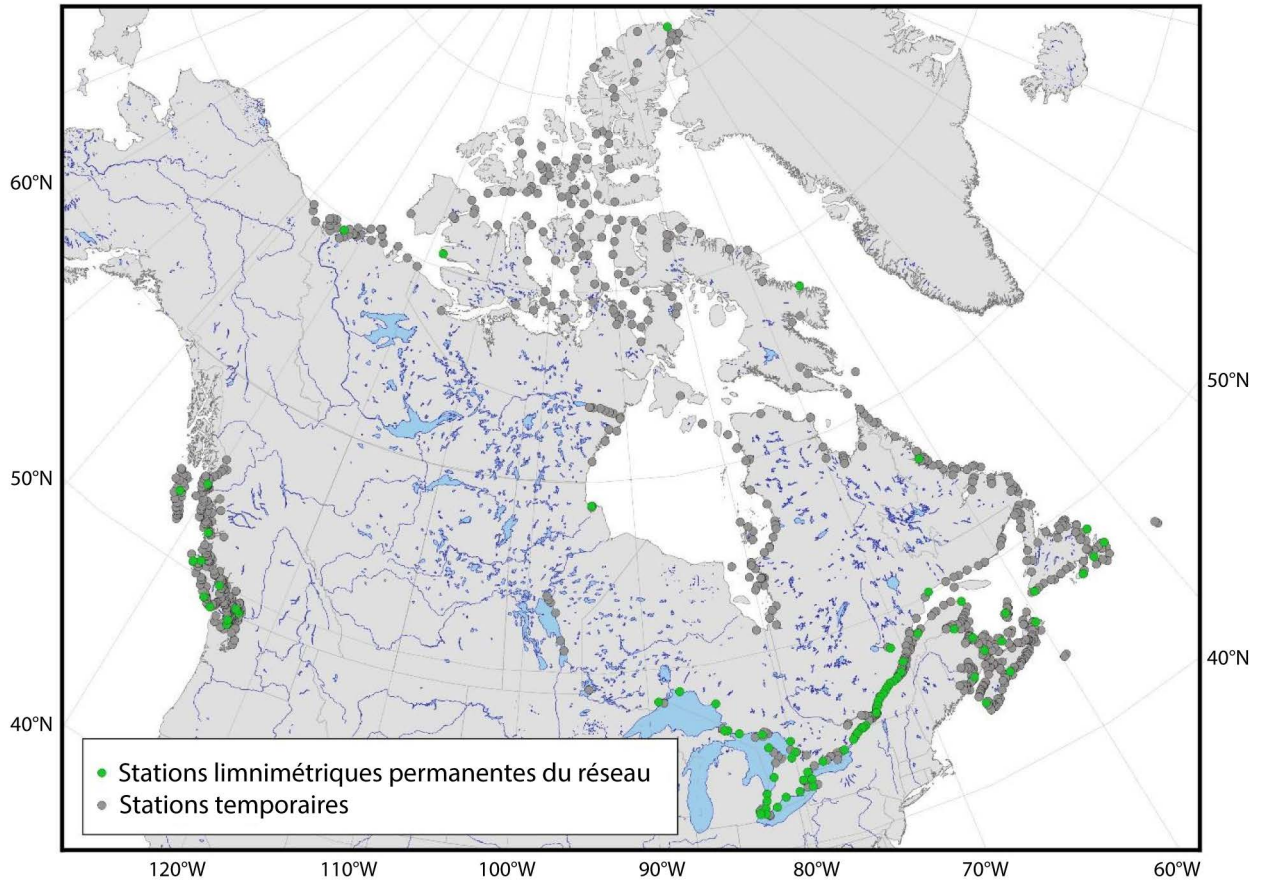 60°N
50°N
50°N
40°N
40°N
Stations limnimétriques permanentes du réseau
Stations temporaires
120°W 110°W 100°W 90°W 80°W 70°W 60°W